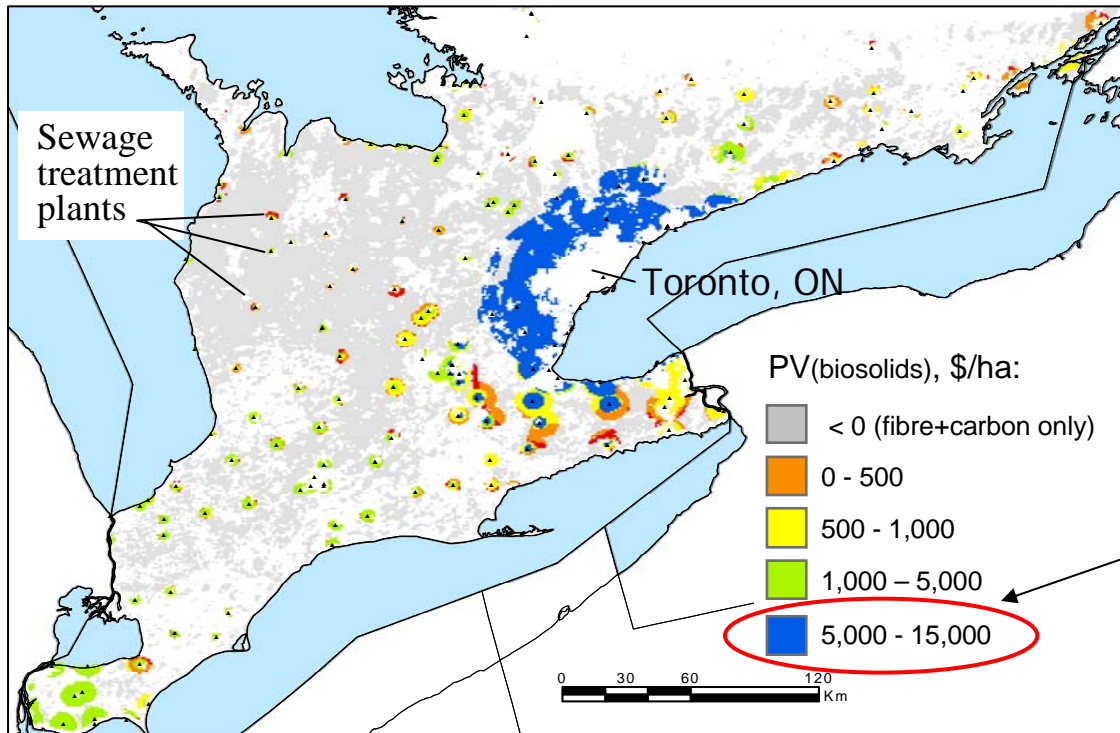 Sewage
treatment
plants
Toronto, ON
PV(biosolids), $/ha:
< 0 (fibre+carbon only)
0 - 500
500 - 1,000
1,000 – 5,000
5,000 - 15,000
0 30 60 120
Km